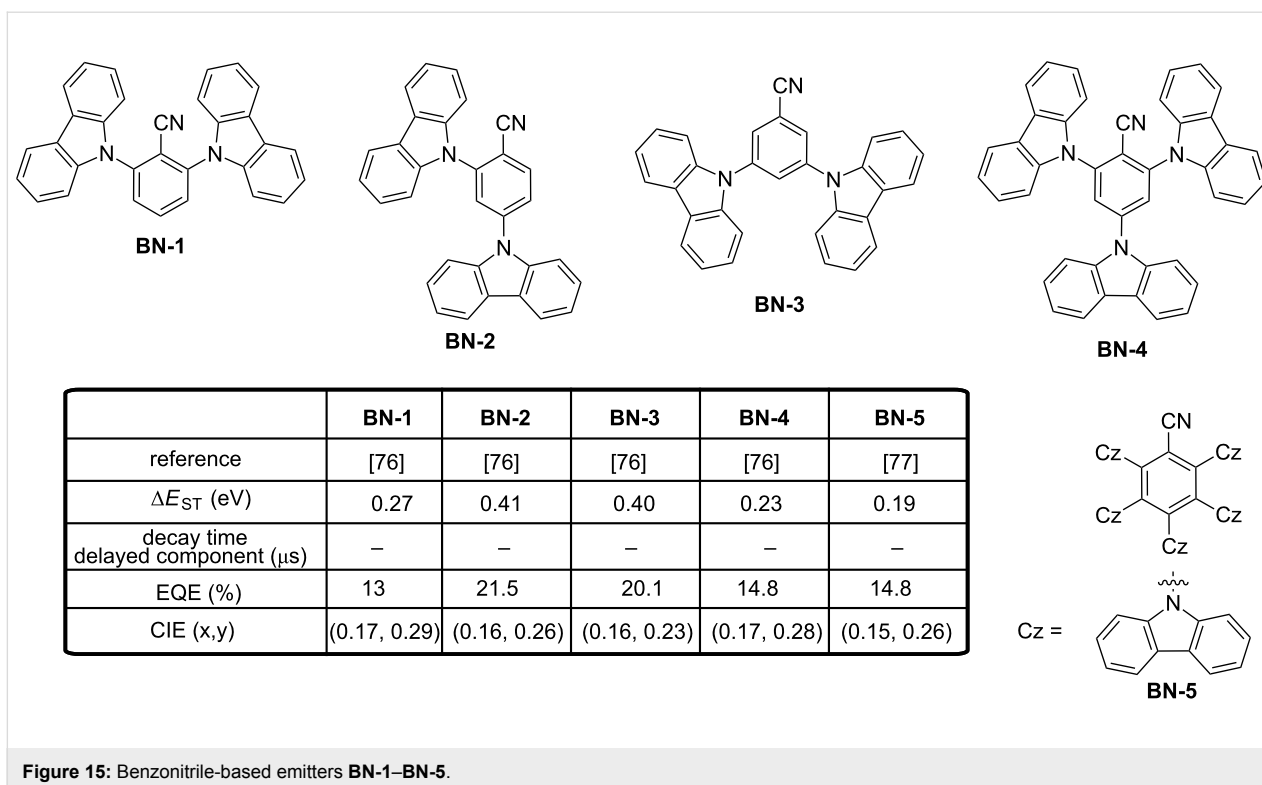 CN
N
N
BN-1
CN
N
N
BN-2
CN
N
N
BN-3
CN
N
N
N
BN-4
BN-1 BN-2 BN-3 BN-4 BN-5
reference [76] [76] [76] [76] [77]
ΔEST (eV) 0.27 0.41 0.40 0.23 0.19
decay time
delayed component (μs) – – – – –
EQE (%) 13 21.5 20.1 14.8 14.8
CIE (x,y) (0.17, 0.29) (0.16, 0.26) (0.16, 0.23) (0.17, 0.28) (0.15, 0.26)
CN
Cz Cz
Cz Cz
Cz
N
Cz =
BN-5
Figure 15: Benzonitrile-based emitters BN-1–BN-5.